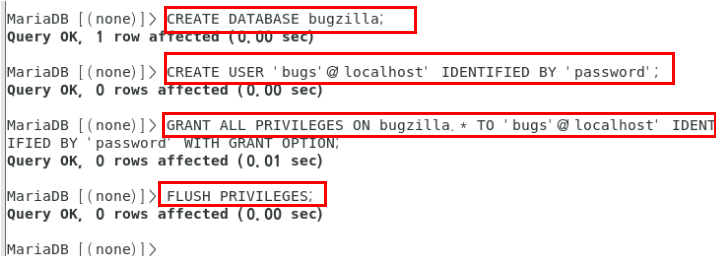 MariaDB [(none)]> CREATE DATABASE bugzilla;
Query OK, 1 row affected (0.00 sec)
MariaDB [(none)]> CREATE USER 'bugs'@'localhost' IDENTIFIED BY 'password';
Query OK, 0 rows affected (0.00 sec)
MariaDB [(none)]> GRANT ALL PRIVILEGES ON bugzilla.* TO 'bugs'@'localhost' IDENT
IFIED BY 'password' WITH GRANT OPTION;
Query OK, 0 rows affected (0.01 sec)
MariaDB [(none)]> FLUSH PRIVILEGES;
Query OK, 0 rows affected (0.00 sec)
MariaDB [(none)]>